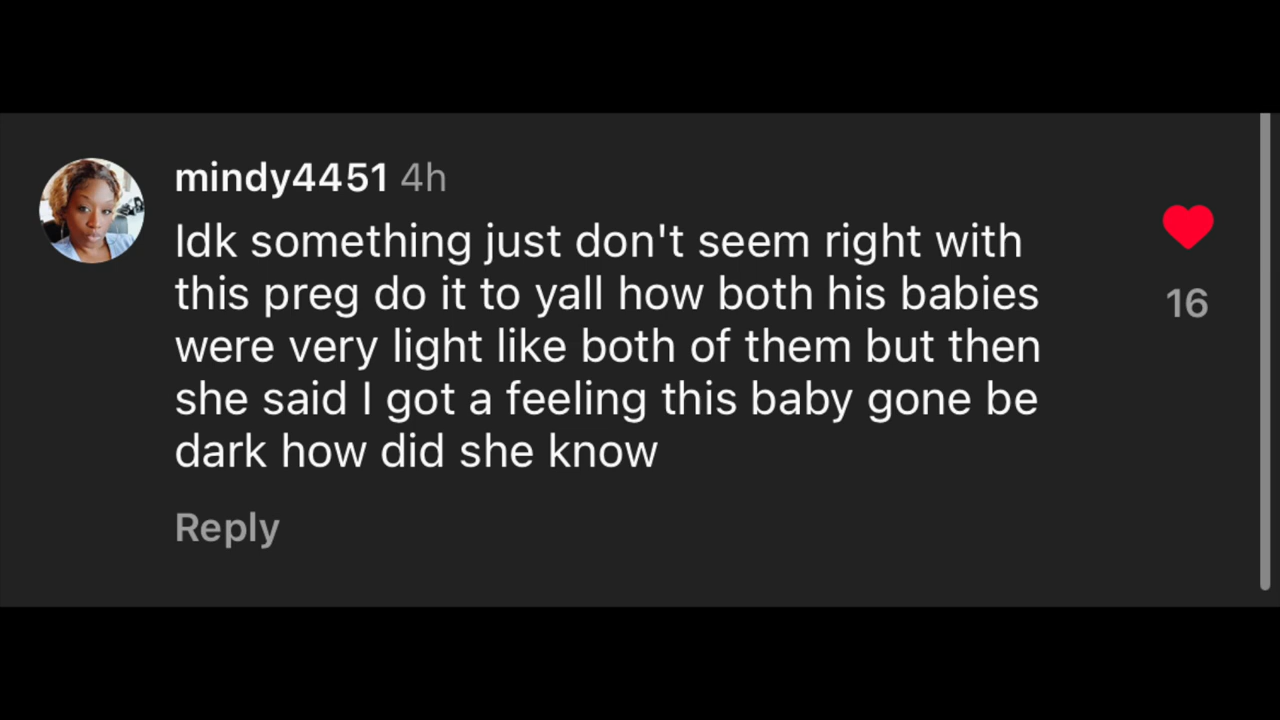 mindy4451 4h
Idk something just don't seem right with
this preg do it to yall how both his babies
were very light like both of them but then
she said I got a feeling this baby gone be
dark how did she know
16
Reply